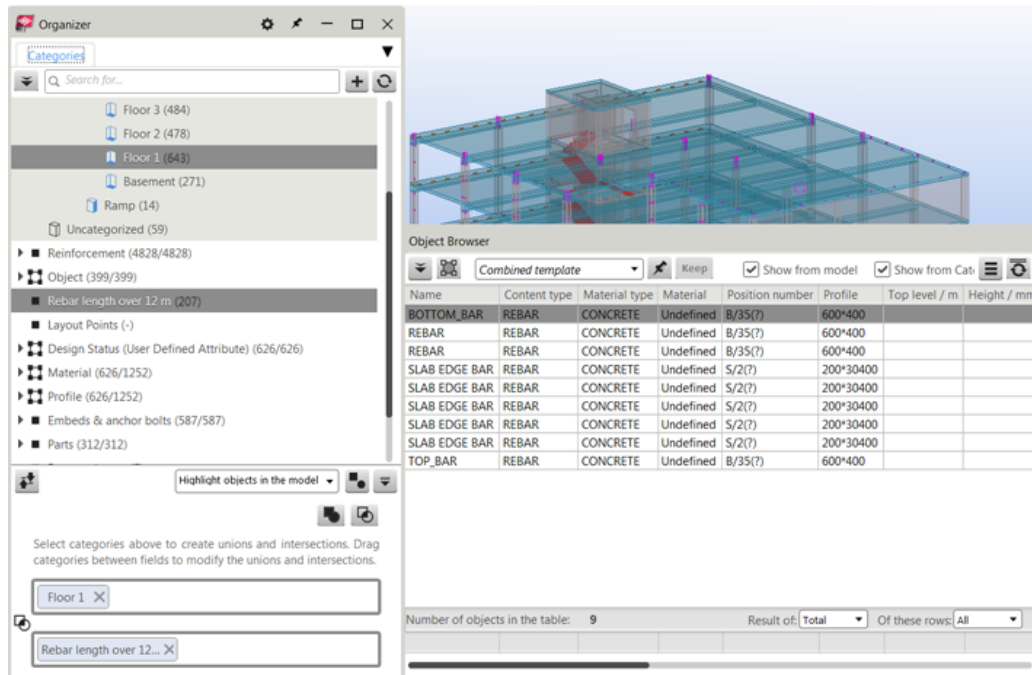 Organizer
Categories
Search for...
Floor 3 (484)
Floor 2 (478)
Floor 1 (643)
Basement (271)
Ramp (14)
Uncategorized (59)
Reinforcement (4828/4828)
Object (399/399)
Rebar length over 12 m (207)
Layout Points (-)
Design Status (User Defined Attribute) (626/626)
Material (626/1252)
Profile (626/1252)
Embeds & anchor bolts (587/587)
Parts (312/312)
Highlight objects in the model
Select categories above to create unions and intersections. Drag
categories between fields to modify the unions and intersections.
Floor 1
Rebar length over 12...
Object Browser
Combined template Keep Show from model Show from Cat
Name Content type Material type Material Position number Profile Top level / m Height / mm
BOTTOM_BAR REBAR CONCRETE Undefined B/35(?) 600*400
REBAR REBAR CONCRETE Undefined B/35(?) 600*400
REBAR REBAR CONCRETE Undefined B/35(?) 600*400
SLAB EDGE BAR REBAR CONCRETE Undefined S/2(?) 200*30400
SLAB EDGE BAR REBAR CONCRETE Undefined S/2(?) 200*30400
SLAB EDGE BAR REBAR CONCRETE Undefined S/2(?) 200*30400
SLAB EDGE BAR REBAR CONCRETE Undefined S/2(?) 200*30400
SLAB EDGE BAR REBAR CONCRETE Undefined S/2(?) 200*30400
TOP_BAR REBAR CONCRETE Undefined B/35(?) 600*400
Number of objects in the table: 9 Result of: Total Of these rows: All